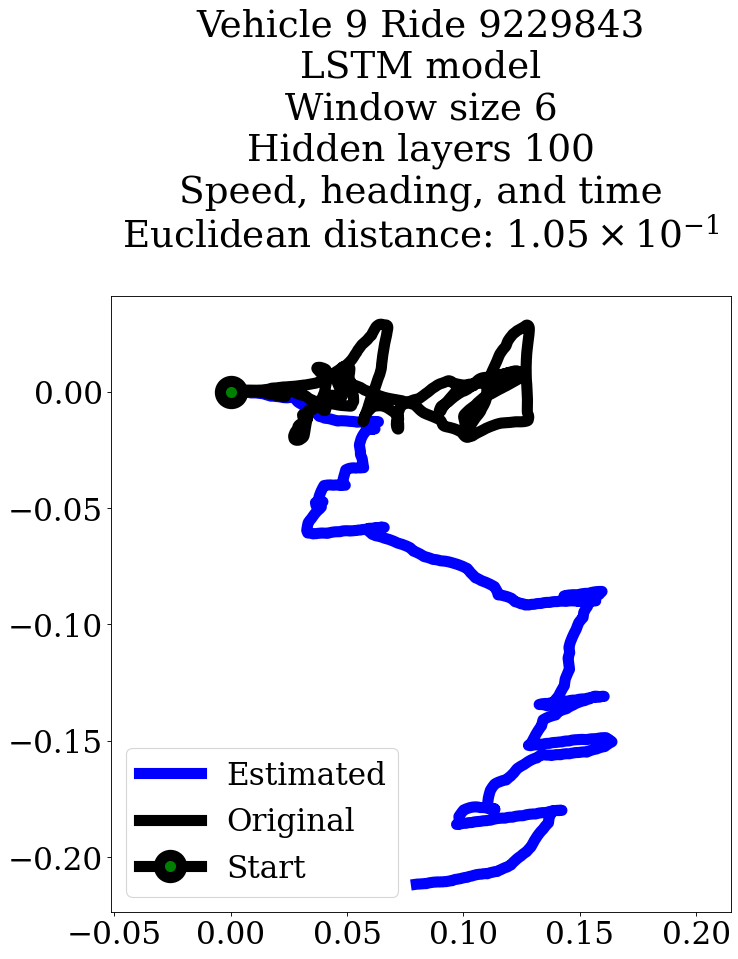 Vehicle 9 Ride 9229843
LSTM model
Window size 6
Hidden layers 100
Speed, heading, and time
Euclidean distance: 1.05 × 10⁻¹
0.00
−0.05
−0.10
−0.15
−0.20
Estimated
Original
Start
−0.05 0.00 0.05 0.10 0.15 0.20